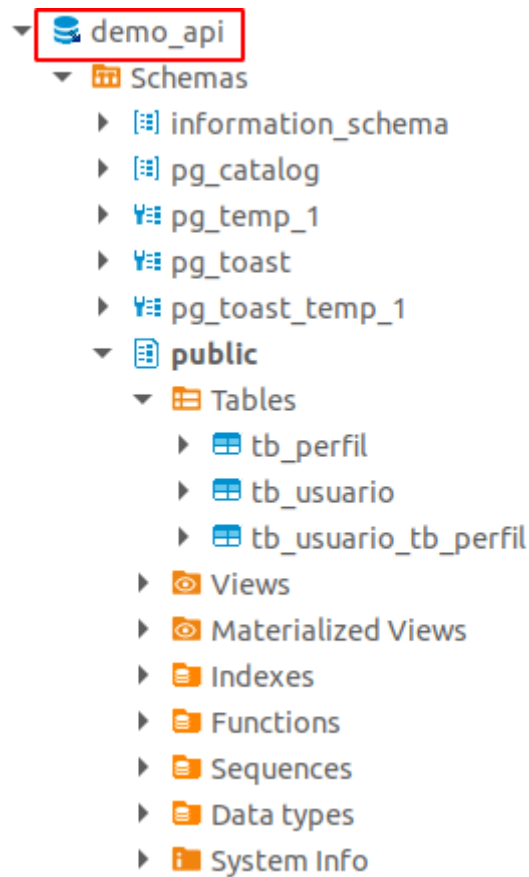 demo_api
Schemas
information_schema
pg_catalog
pg_temp_1
pg_toast
pg_toast_temp_1
public
Tables
tb_perfil
tb_usuario
tb_usuario_tb_perfil
Views
Materialized Views
Indexes
Functions
Sequences
Data types
System Info